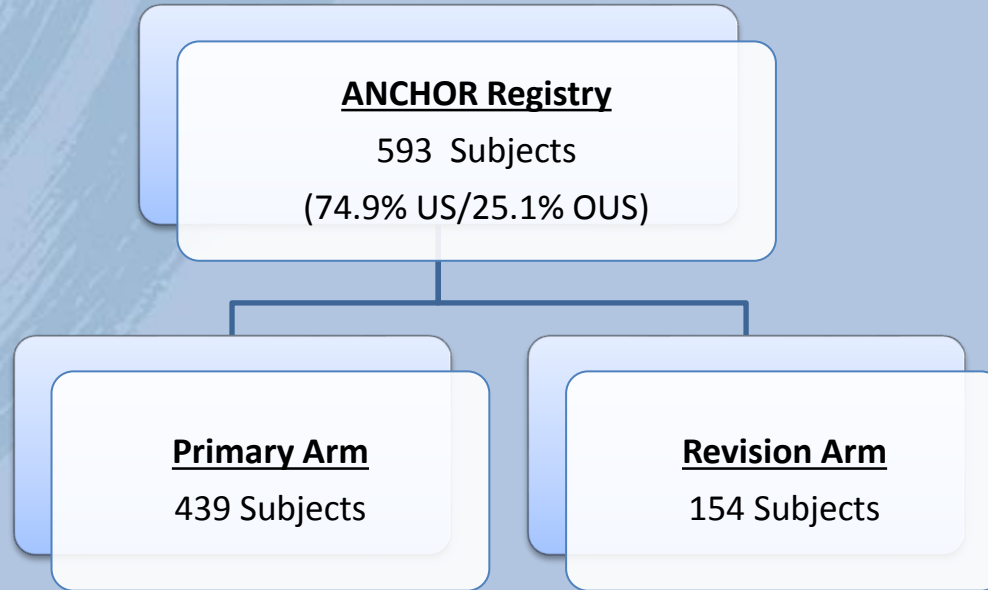 ANCHOR Registry
593 Subjects
(74.9% US/25.1% OUS)
Primary Arm
439 Subjects
Revision Arm
154 Subjects